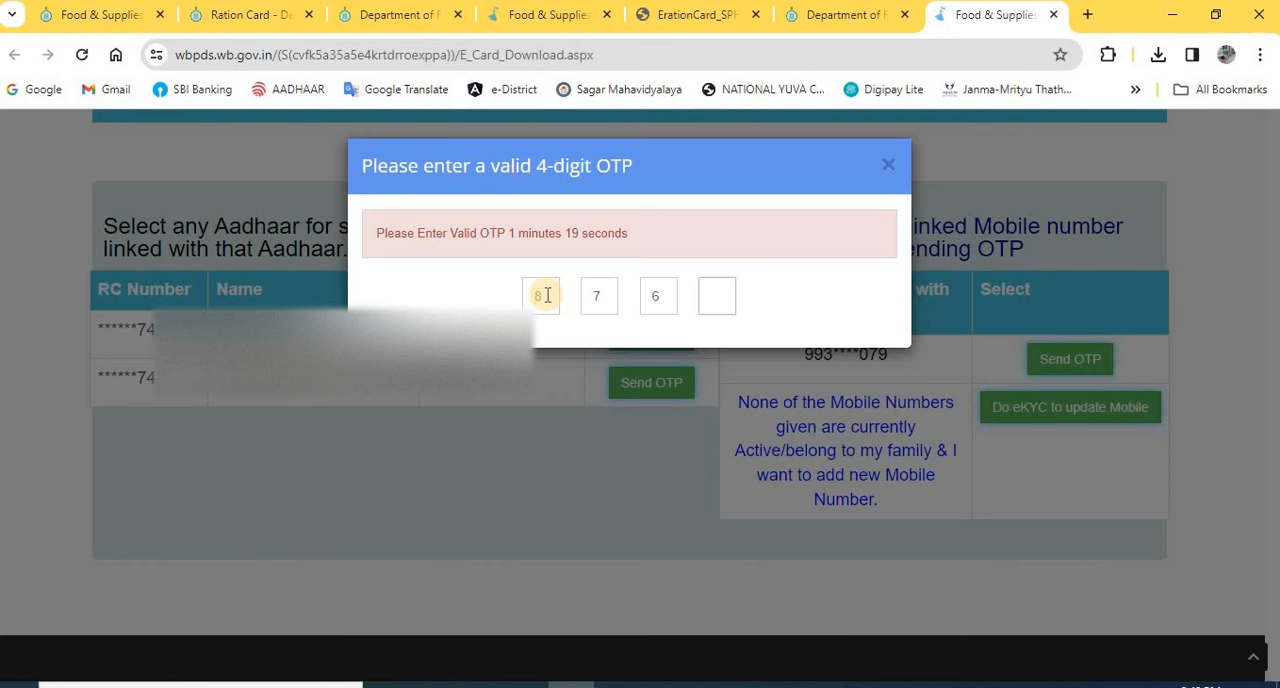 Food & Supplies
Ration Card - De
Department of F
Food & Supplies
ErationCard_SPH
Department of F
Food & Supplies
wbpds.wb.gov.in/(S(cvfk5a35a5e4krtdrroexppa))/E_Card_Download.aspx
Google
Gmail
SBI Banking
AADHAAR
Google Translate
e-District
Sagar Mahavidyalaya
NATIONAL YUVA C...
Digipay Lite
Janma-Mrityu Thath...
All Bookmarks
Please enter a valid 4-digit OTP
Please Enter Valid OTP 1 minutes 19 seconds
8 7 6
Select any Aadhaar for s
linked with that Aadhaar.
RC Number Name
******74
******74
Send OTP
inked Mobile number
ending OTP
with Select
993****079 Send OTP
None of the Mobile Numbers
given are currently
Active/belong to my family & I
want to add new Mobile
Number.
Do eKYC to update Mobile